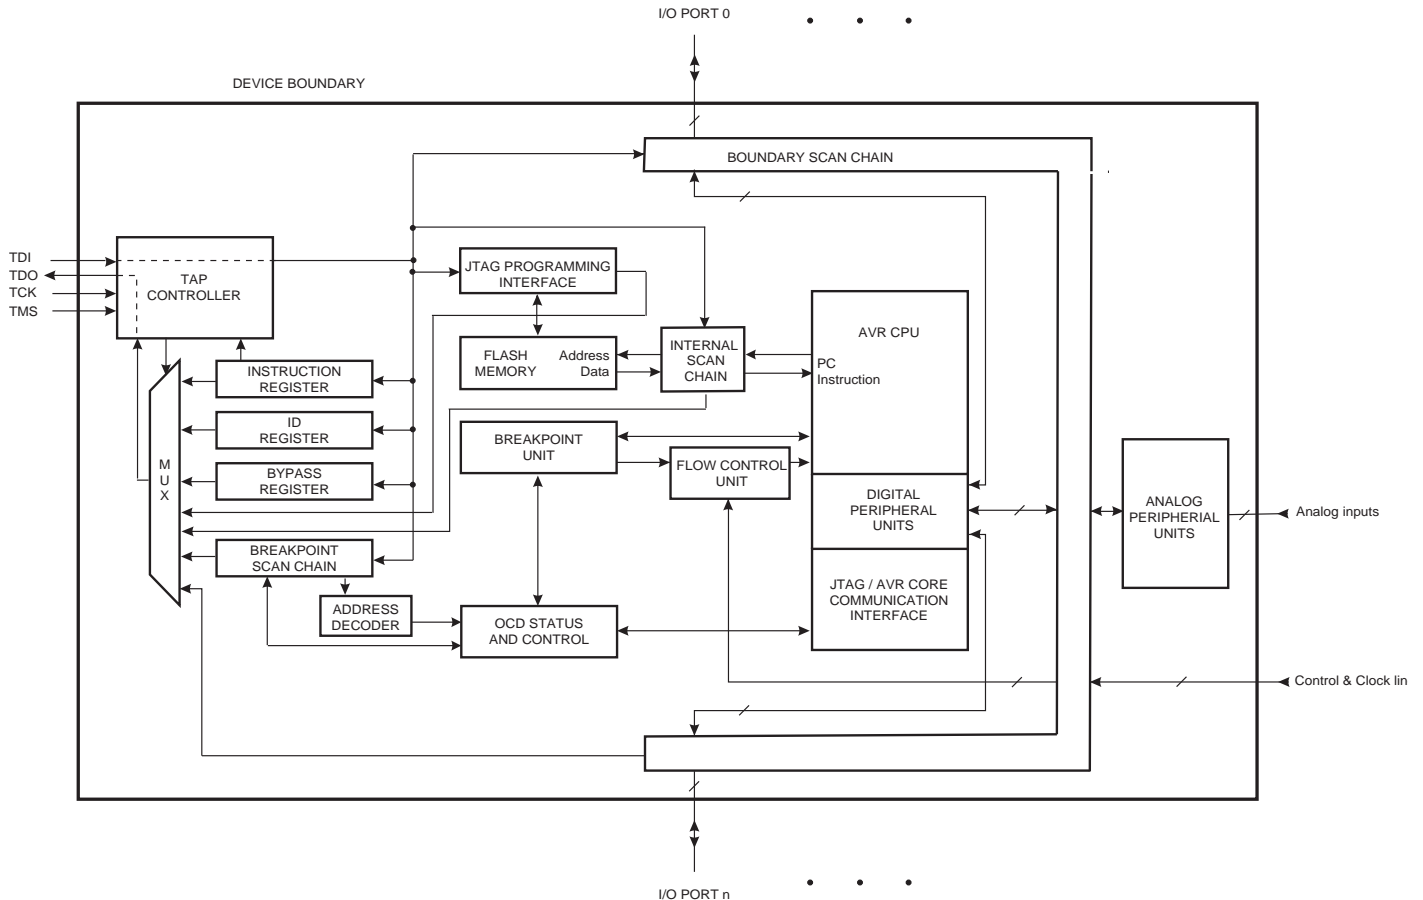 I/O PORT 0
DEVICE BOUNDARY
BOUNDARY SCAN CHAIN
TDI
TDO
TCK
TMS
TAP
CONTROLLER
JTAG PROGRAMMING
INTERFACE
AVR CPU
FLASH
MEMORY
Address
Data
INTERNAL
SCAN
CHAIN
PC
Instruction
INSTRUCTION
REGISTER
ID
REGISTER
BREAKPOINT
UNIT
FLOW CONTROL
UNIT
M
U
X
BYPASS
REGISTER
DIGITAL
PERIPHERAL
UNITS
ANALOG
PERIPHERIAL
UNITS
Analog inputs
BREAKPOINT
SCAN CHAIN
JTAG / AVR CORE
COMMUNICATION
INTERFACE
ADDRESS
DECODER
OCD STATUS
AND CONTROL
Control & Clock lin
I/O PORT n